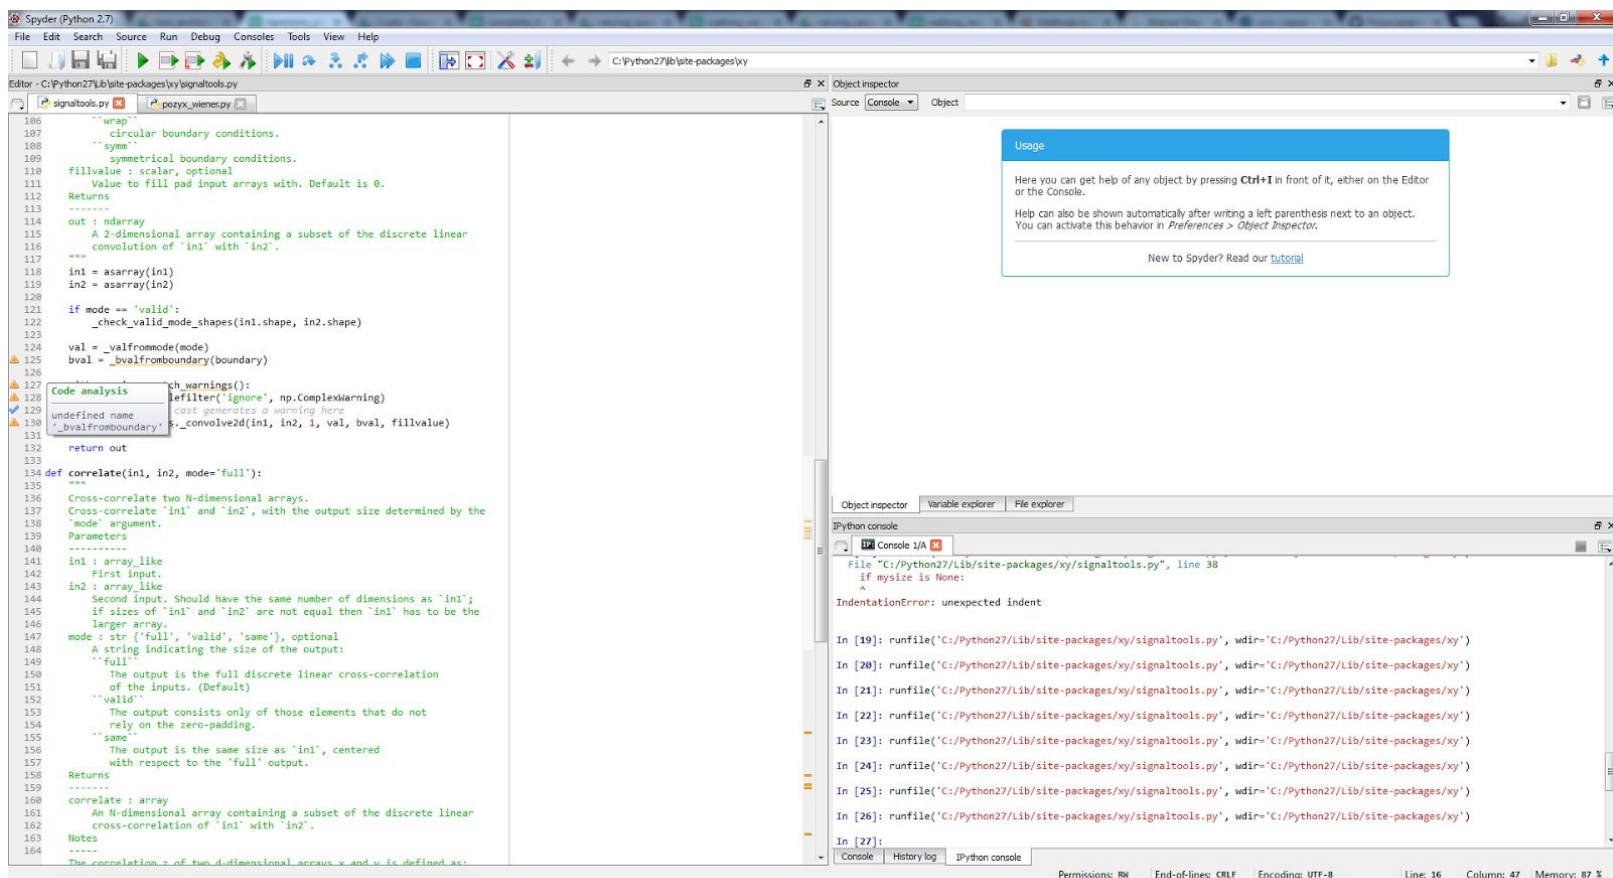 Spyder (Python 2.7)
File Edit Search Source Run Debug Consoles Tools View Help
C:\Python27\lib\site-packages\xy
Editor - C:\Python27\Lib\site-packages\xy\signaltools.py
signaltools.py
pozyx_wiener.py
106 ``wrap``
107 circular boundary conditions.
108 ``symm``
109 symmetrical boundary conditions.
110 fillvalue : scalar, optional
111 Value to fill pad input arrays with. Default is 0.
112 Returns
113 -------
114 out : ndarray
115 A 2-dimensional array containing a subset of the discrete linear
116 convolution of `in1` with `in2`.
117 """
118 in1 = asarray(in1)
119 in2 = asarray(in2)
120
121 if mode == 'valid':
122 _check_valid_mode_shapes(in1.shape, in2.shape)
123
124 val = _valfrommode(mode)
125 bval = _bvalfromboundary(boundary)
126
127 ch_warnings():
128 lefilter('ignore', np.ComplexWarning)
129 cast generates a warning here
130 s._convolve2d(in1, in2, 1, val, bval, fillvalue)
131
132 return out
133
134 def correlate(in1, in2, mode='full'):
135 """
136 Cross-correlate two N-dimensional arrays.
137 Cross-correlate `in1` and `in2`, with the output size determined by the
138 `mode` argument.
139 Parameters
140 ----------
141 in1 : array_like
142 First input.
143 in2 : array_like
144 Second input. Should have the same number of dimensions as `in1`;
145 if sizes of `in1` and `in2` are not equal then `in1` has to be the
146 larger array.
147 mode : str {'full', 'valid', 'same'}, optional
148 A string indicating the size of the output:
149 ``full``
150 The output is the full discrete linear cross-correlation
151 of the inputs. (Default)
152 ``valid``
153 The output consists only of those elements that do not
154 rely on the zero-padding.
155 ``same``
156 The output is the same size as `in1`, centered
157 with respect to the 'full' output.
158 Returns
159 -------
160 correlate : array
161 An N-dimensional array containing a subset of the discrete linear
162 cross-correlation of `in1` with `in2`.
163 Notes
164 -----
The correlation z of two d-dimensional arrays x and y is defined as:
Code analysis
undefined name
'_bvalfromboundary'
Object inspector
Source Console Object
Usage
Here you can get help of any object by pressing Ctrl+I in front of it, either on the Editor
or the Console.
Help can also be shown automatically after writing a left parenthesis next to an object.
You can activate this behavior in Preferences > Object Inspector.
New to Spyder? Read our tutorial
Object inspector Variable explorer File explorer
IPython console
Console 1/A
File "C:/Python27/Lib/site-packages/xy/signaltools.py", line 38
if mysize is None:
^
IndentationError: unexpected indent
In [19]: runfile('C:/Python27/Lib/site-packages/xy/signaltools.py', wdir='C:/Python27/Lib/site-packages/xy')
In [20]: runfile('C:/Python27/Lib/site-packages/xy/signaltools.py', wdir='C:/Python27/Lib/site-packages/xy')
In [21]: runfile('C:/Python27/Lib/site-packages/xy/signaltools.py', wdir='C:/Python27/Lib/site-packages/xy')
In [22]: runfile('C:/Python27/Lib/site-packages/xy/signaltools.py', wdir='C:/Python27/Lib/site-packages/xy')
In [23]: runfile('C:/Python27/Lib/site-packages/xy/signaltools.py', wdir='C:/Python27/Lib/site-packages/xy')
In [24]: runfile('C:/Python27/Lib/site-packages/xy/signaltools.py', wdir='C:/Python27/Lib/site-packages/xy')
In [25]: runfile('C:/Python27/Lib/site-packages/xy/signaltools.py', wdir='C:/Python27/Lib/site-packages/xy')
In [26]: runfile('C:/Python27/Lib/site-packages/xy/signaltools.py', wdir='C:/Python27/Lib/site-packages/xy')
In [27]:
Console History log IPython console
Permissions: RW End-of-lines: CRLF Encoding: UTF-8 Line: 16 Column: 47 Memory: 87 %